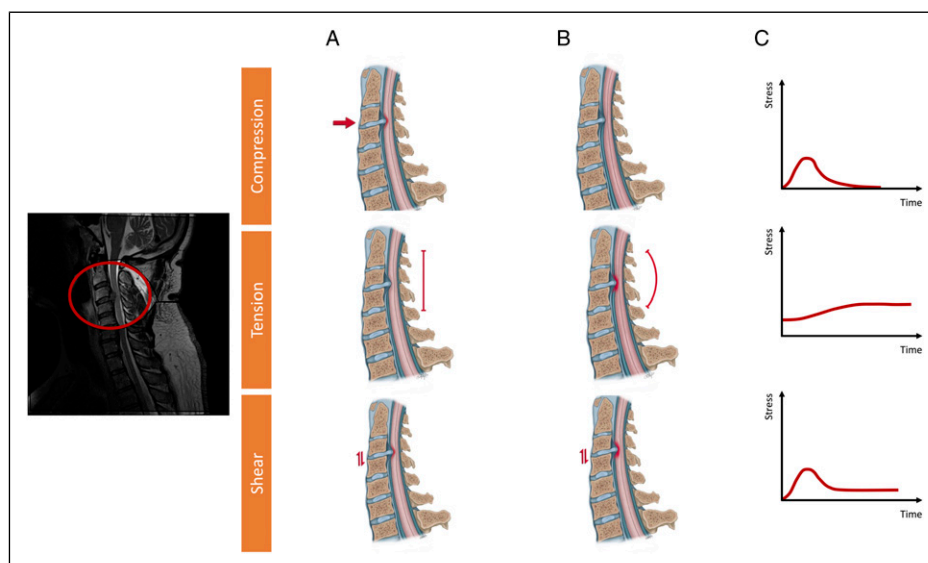 A
B
C
Compression
Stress
Time
Tension
Stress
Time
Shear
Stress
Time